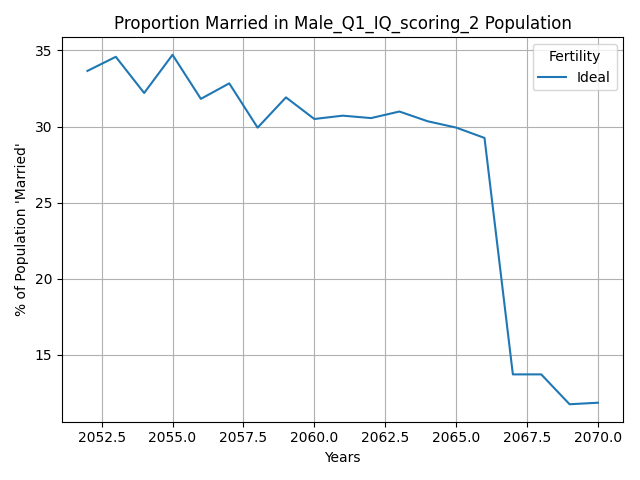 Proportion Married in Male_Q1_IQ_scoring_2 Population
Fertility
Ideal
% of Population 'Married'
35
30
25
20
15
2052.5 2055.0 2057.5 2060.0 2062.5 2065.0 2067.5 2070.0
Years